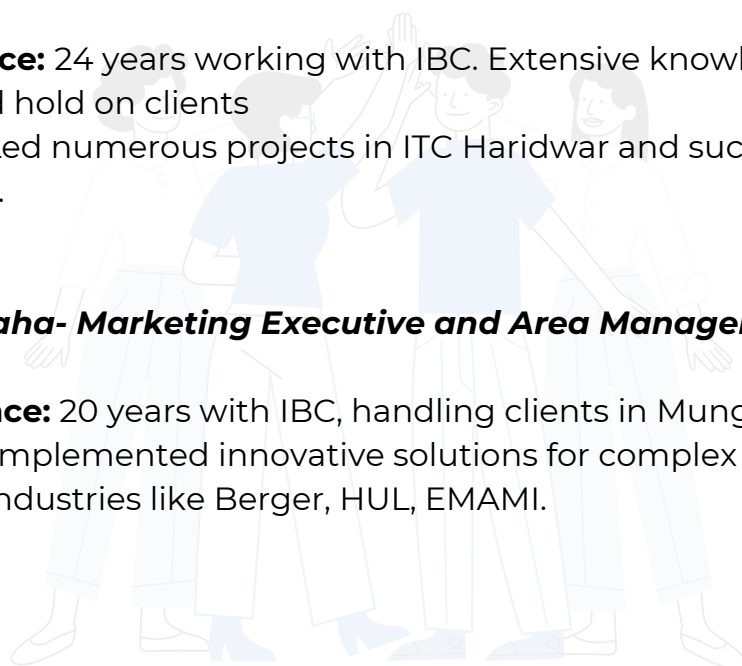 ce: 24 years working with IBC. Extensive knowl
d hold on clients
Led numerous projects in ITC Haridwar and suc
.
aha- Marketing Executive and Area Manager
nce: 20 years with IBC, handling clients in Mung
mplemented innovative solutions for complex
ndustries like Berger, HUL, EMAMI.